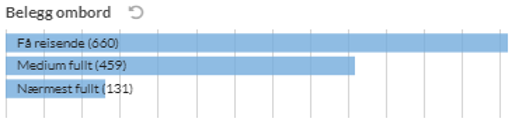 Belegg ombord
Få reisende (660)
Medium fullt (459)
Nærmest fullt (131)